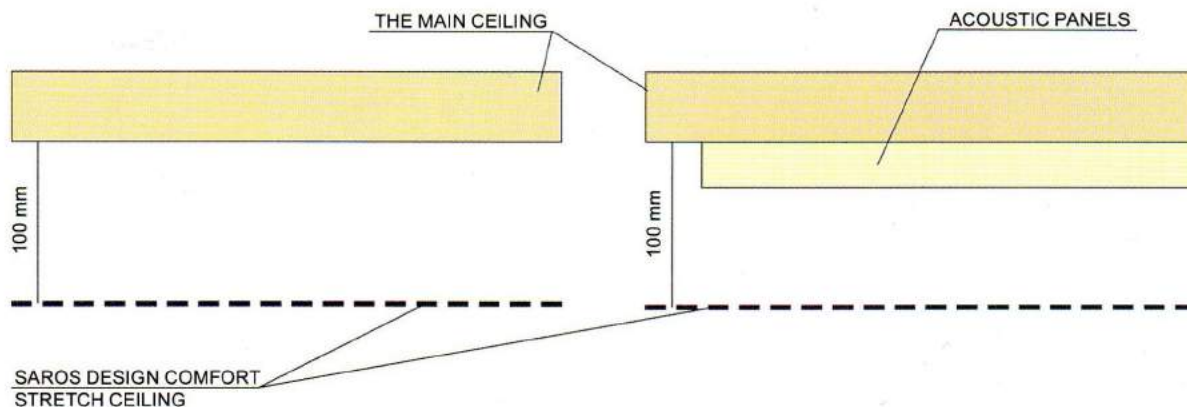 THE MAIN CEILING
ACOUSTIC PANELS
100 mm
100 mm
SAROS DESIGN COMFORT
STRETCH CEILING